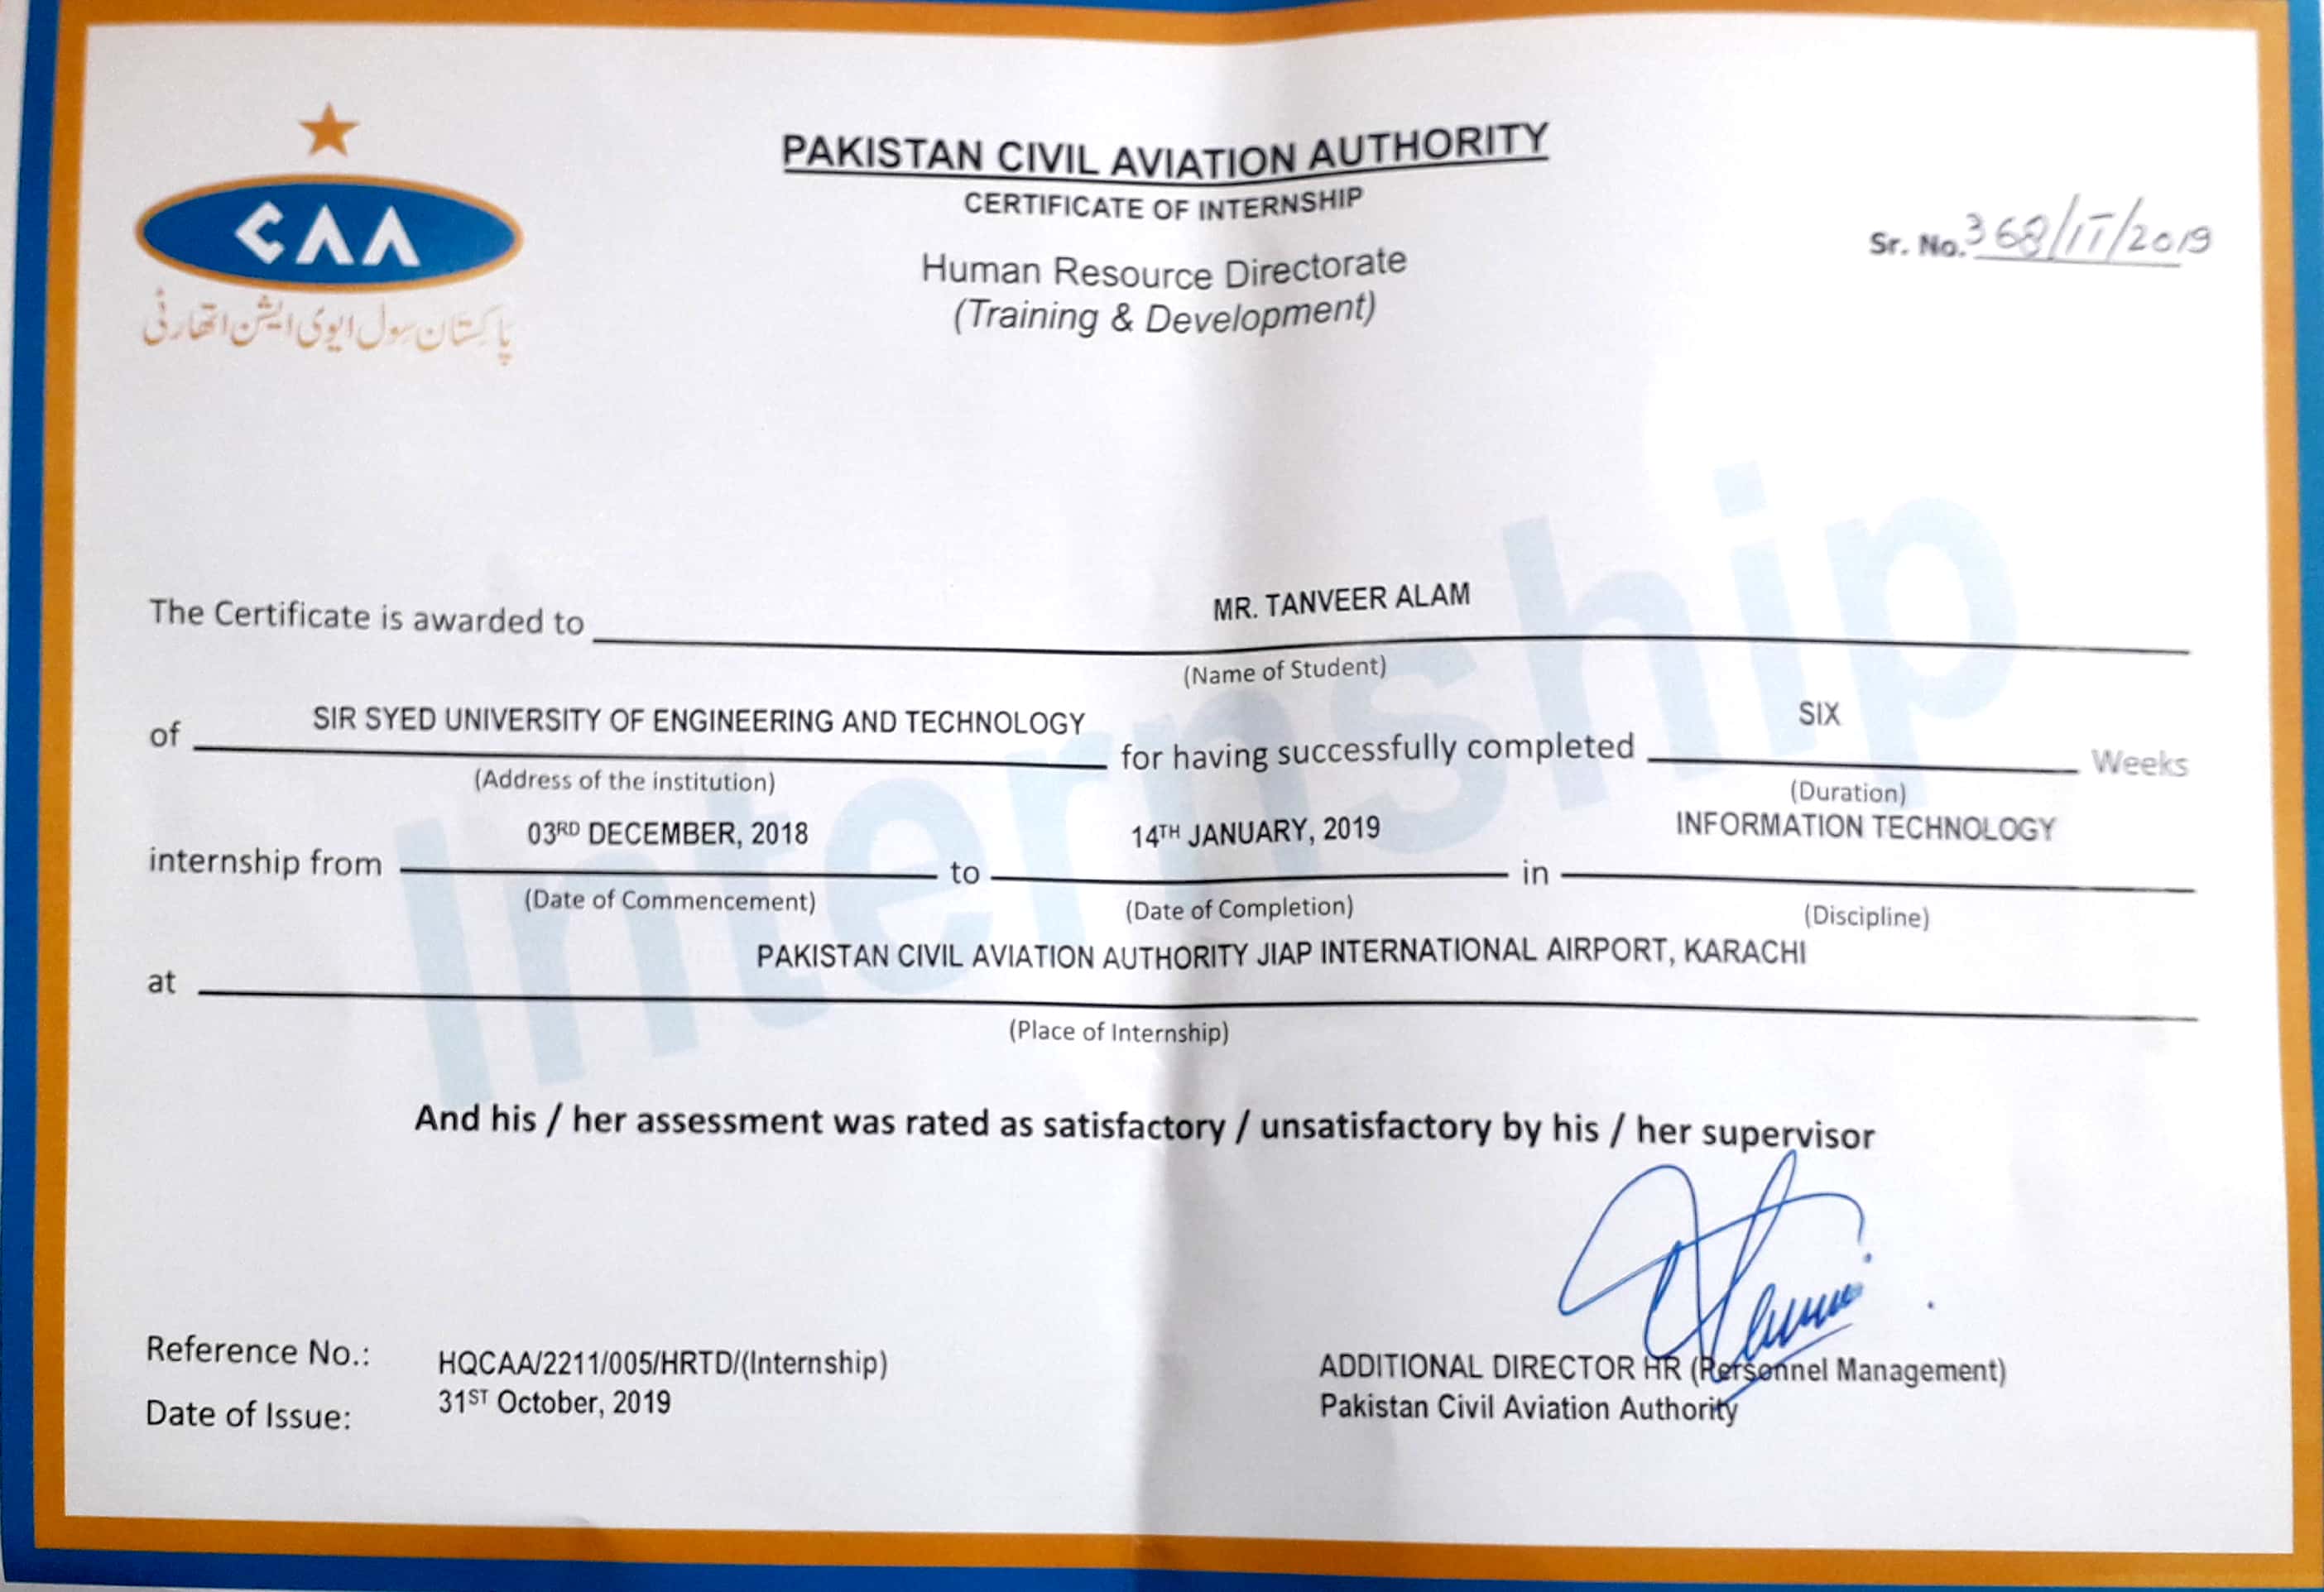 CAA
پاکستان سول ایوی ایشن اتھارٹی
PAKISTAN CIVIL AVIATION AUTHORITY
CERTIFICATE OF INTERNSHIP
Human Resource Directorate
(Training & Development)
Sr. No. 368/IT/2019
Internship
The Certificate is awarded to MR. TANVEER ALAM
(Name of Student)
of SIR SYED UNIVERSITY OF ENGINEERING AND TECHNOLOGY for having successfully completed SIX Weeks
(Address of the institution) (Duration)
internship from 03RD DECEMBER, 2018 to 14TH JANUARY, 2019 in INFORMATION TECHNOLOGY
(Date of Commencement) (Date of Completion) (Discipline)
at PAKISTAN CIVIL AVIATION AUTHORITY JIAP INTERNATIONAL AIRPORT, KARACHI
(Place of Internship)
And his / her assessment was rated as satisfactory / unsatisfactory by his / her supervisor
Reference No.: HQCAA/2211/005/HRTD/(Internship)
Date of Issue: 31ST October, 2019
ADDITIONAL DIRECTOR HR (Personnel Management)
Pakistan Civil Aviation Authority